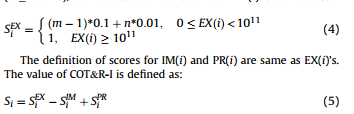 S_i^EX = { (m − 1)*0.1 + n*0.01, 0 ≤ EX(i) < 10^11
1, EX(i) ≥ 10^11 (4)
The definition of scores for IM(i) and PR(i) are same as EX(i)'s.
The value of COT&R-I is defined as:
S_i = S_i^EX − S_i^IM + S_i^PR (5)